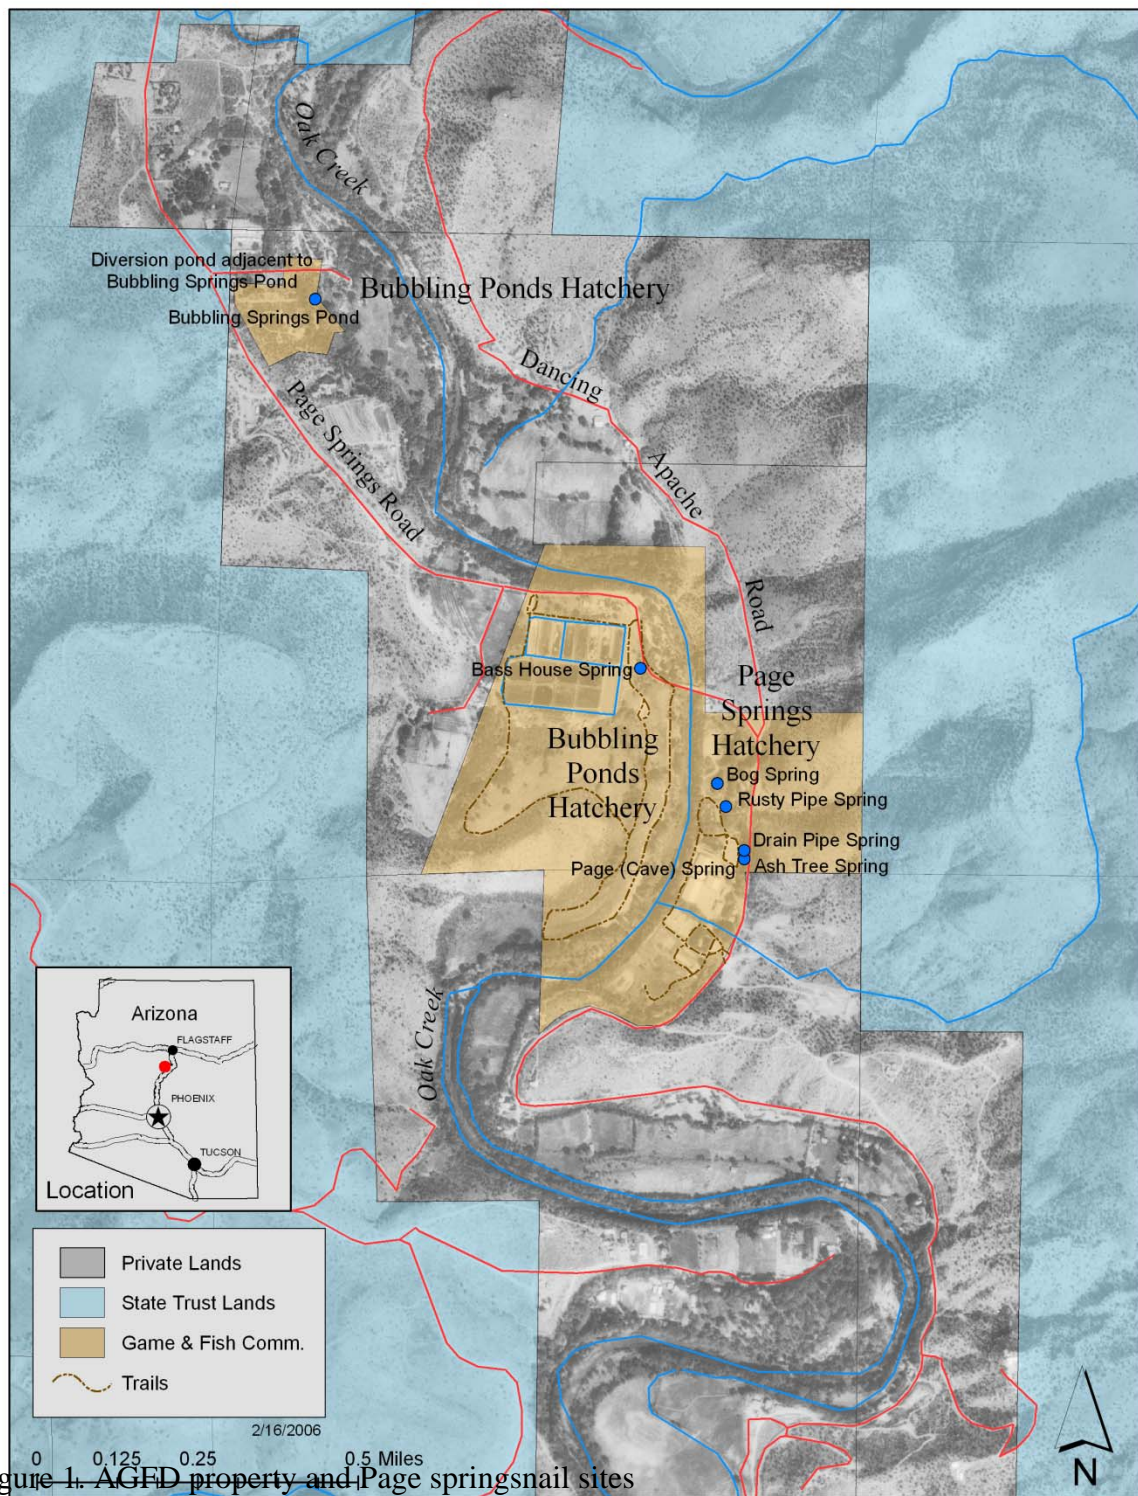 Oak Creek
Diversion pond adjacent to
Bubbling Springs Pond
Bubbling Springs Pond
Bubbling Ponds Hatchery
Dancing
Apache
Road
Page Springs Road
Bass House Spring
Page
Springs
Hatchery
Bubbling
Ponds
Hatchery
Bog Spring
Rusty Pipe Spring
Drain Pipe Spring
Page (Cave) Spring
Ash Tree Spring
Oak Creek
Arizona
FLAGSTAFF
PHOENIX
TUCSON
Location
Private Lands
State Trust Lands
Game & Fish Comm.
Trails
2/16/2006
0 0.125 0.25 0.5 Miles
N
gure 1. AGFD property and Page springsnail sites